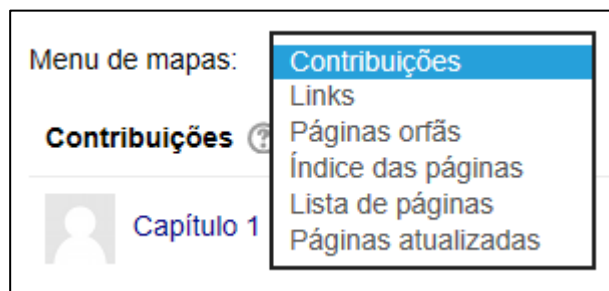 Menu de mapas:
Contribuições
Links
Páginas orfãs
Índice das páginas
Lista de páginas
Páginas atualizadas
Contribuições ?
Capítulo 1